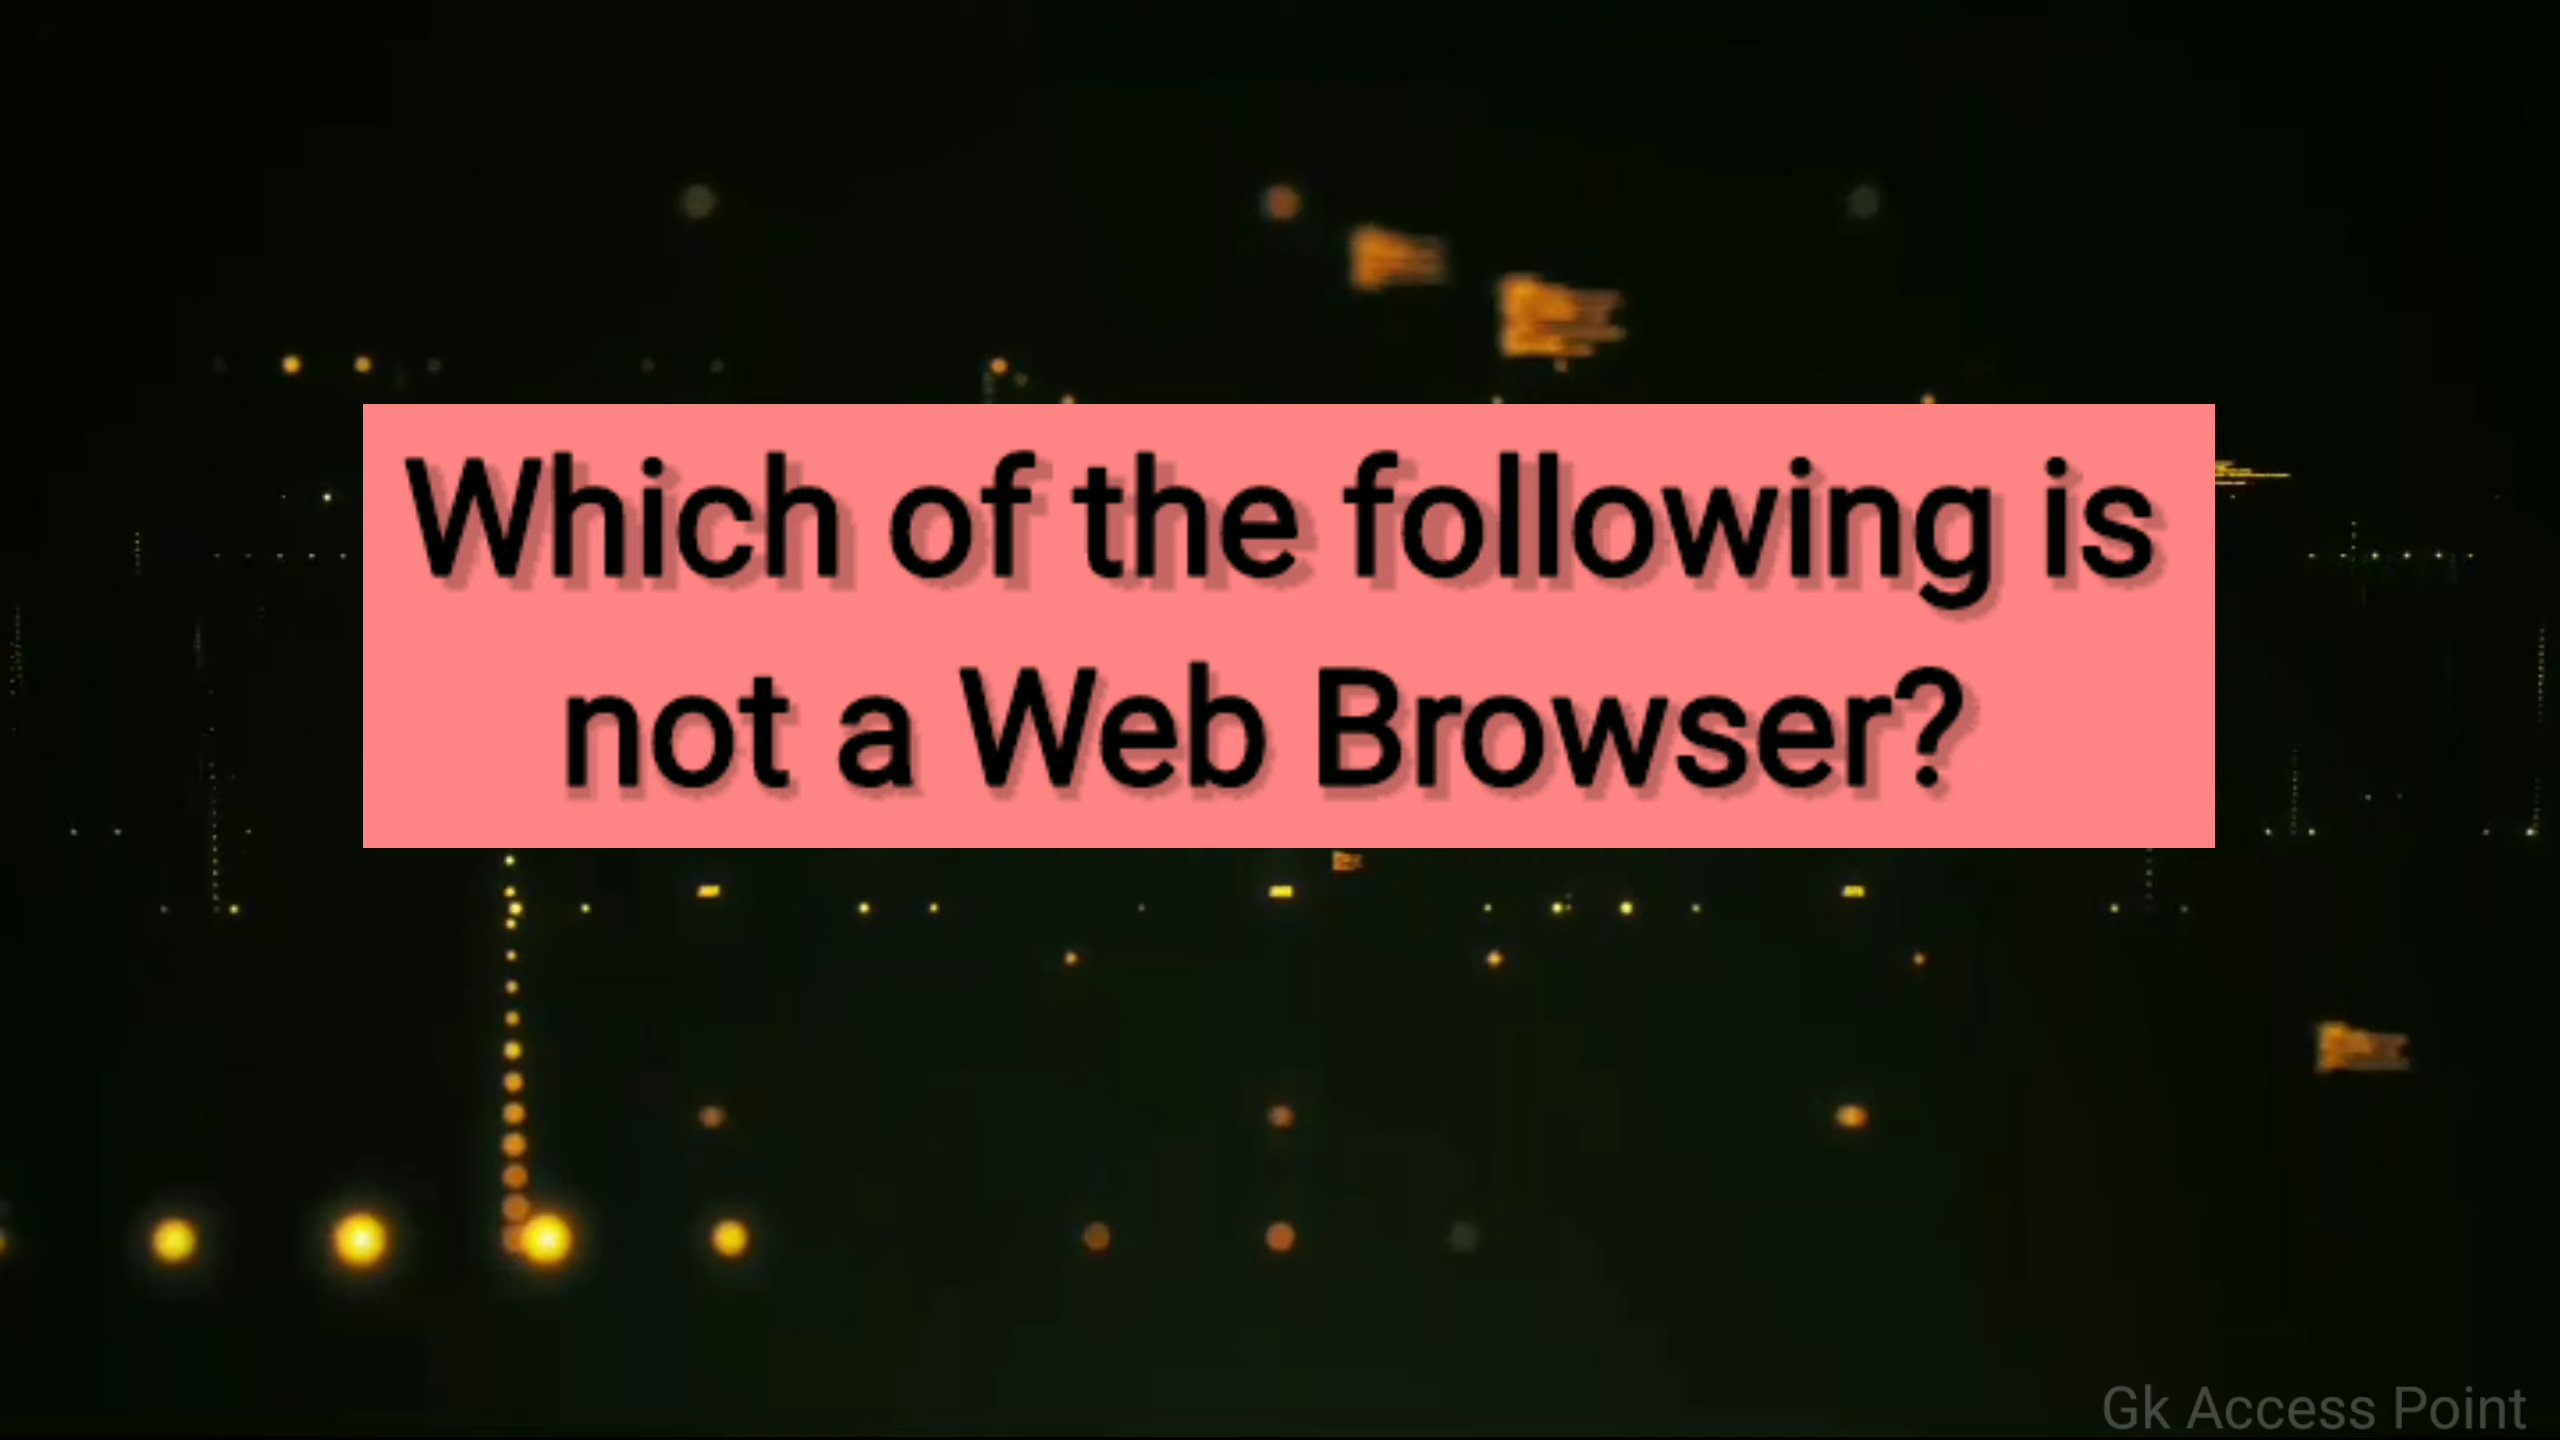 Which of the following is
not a Web Browser?
Gk Access Point